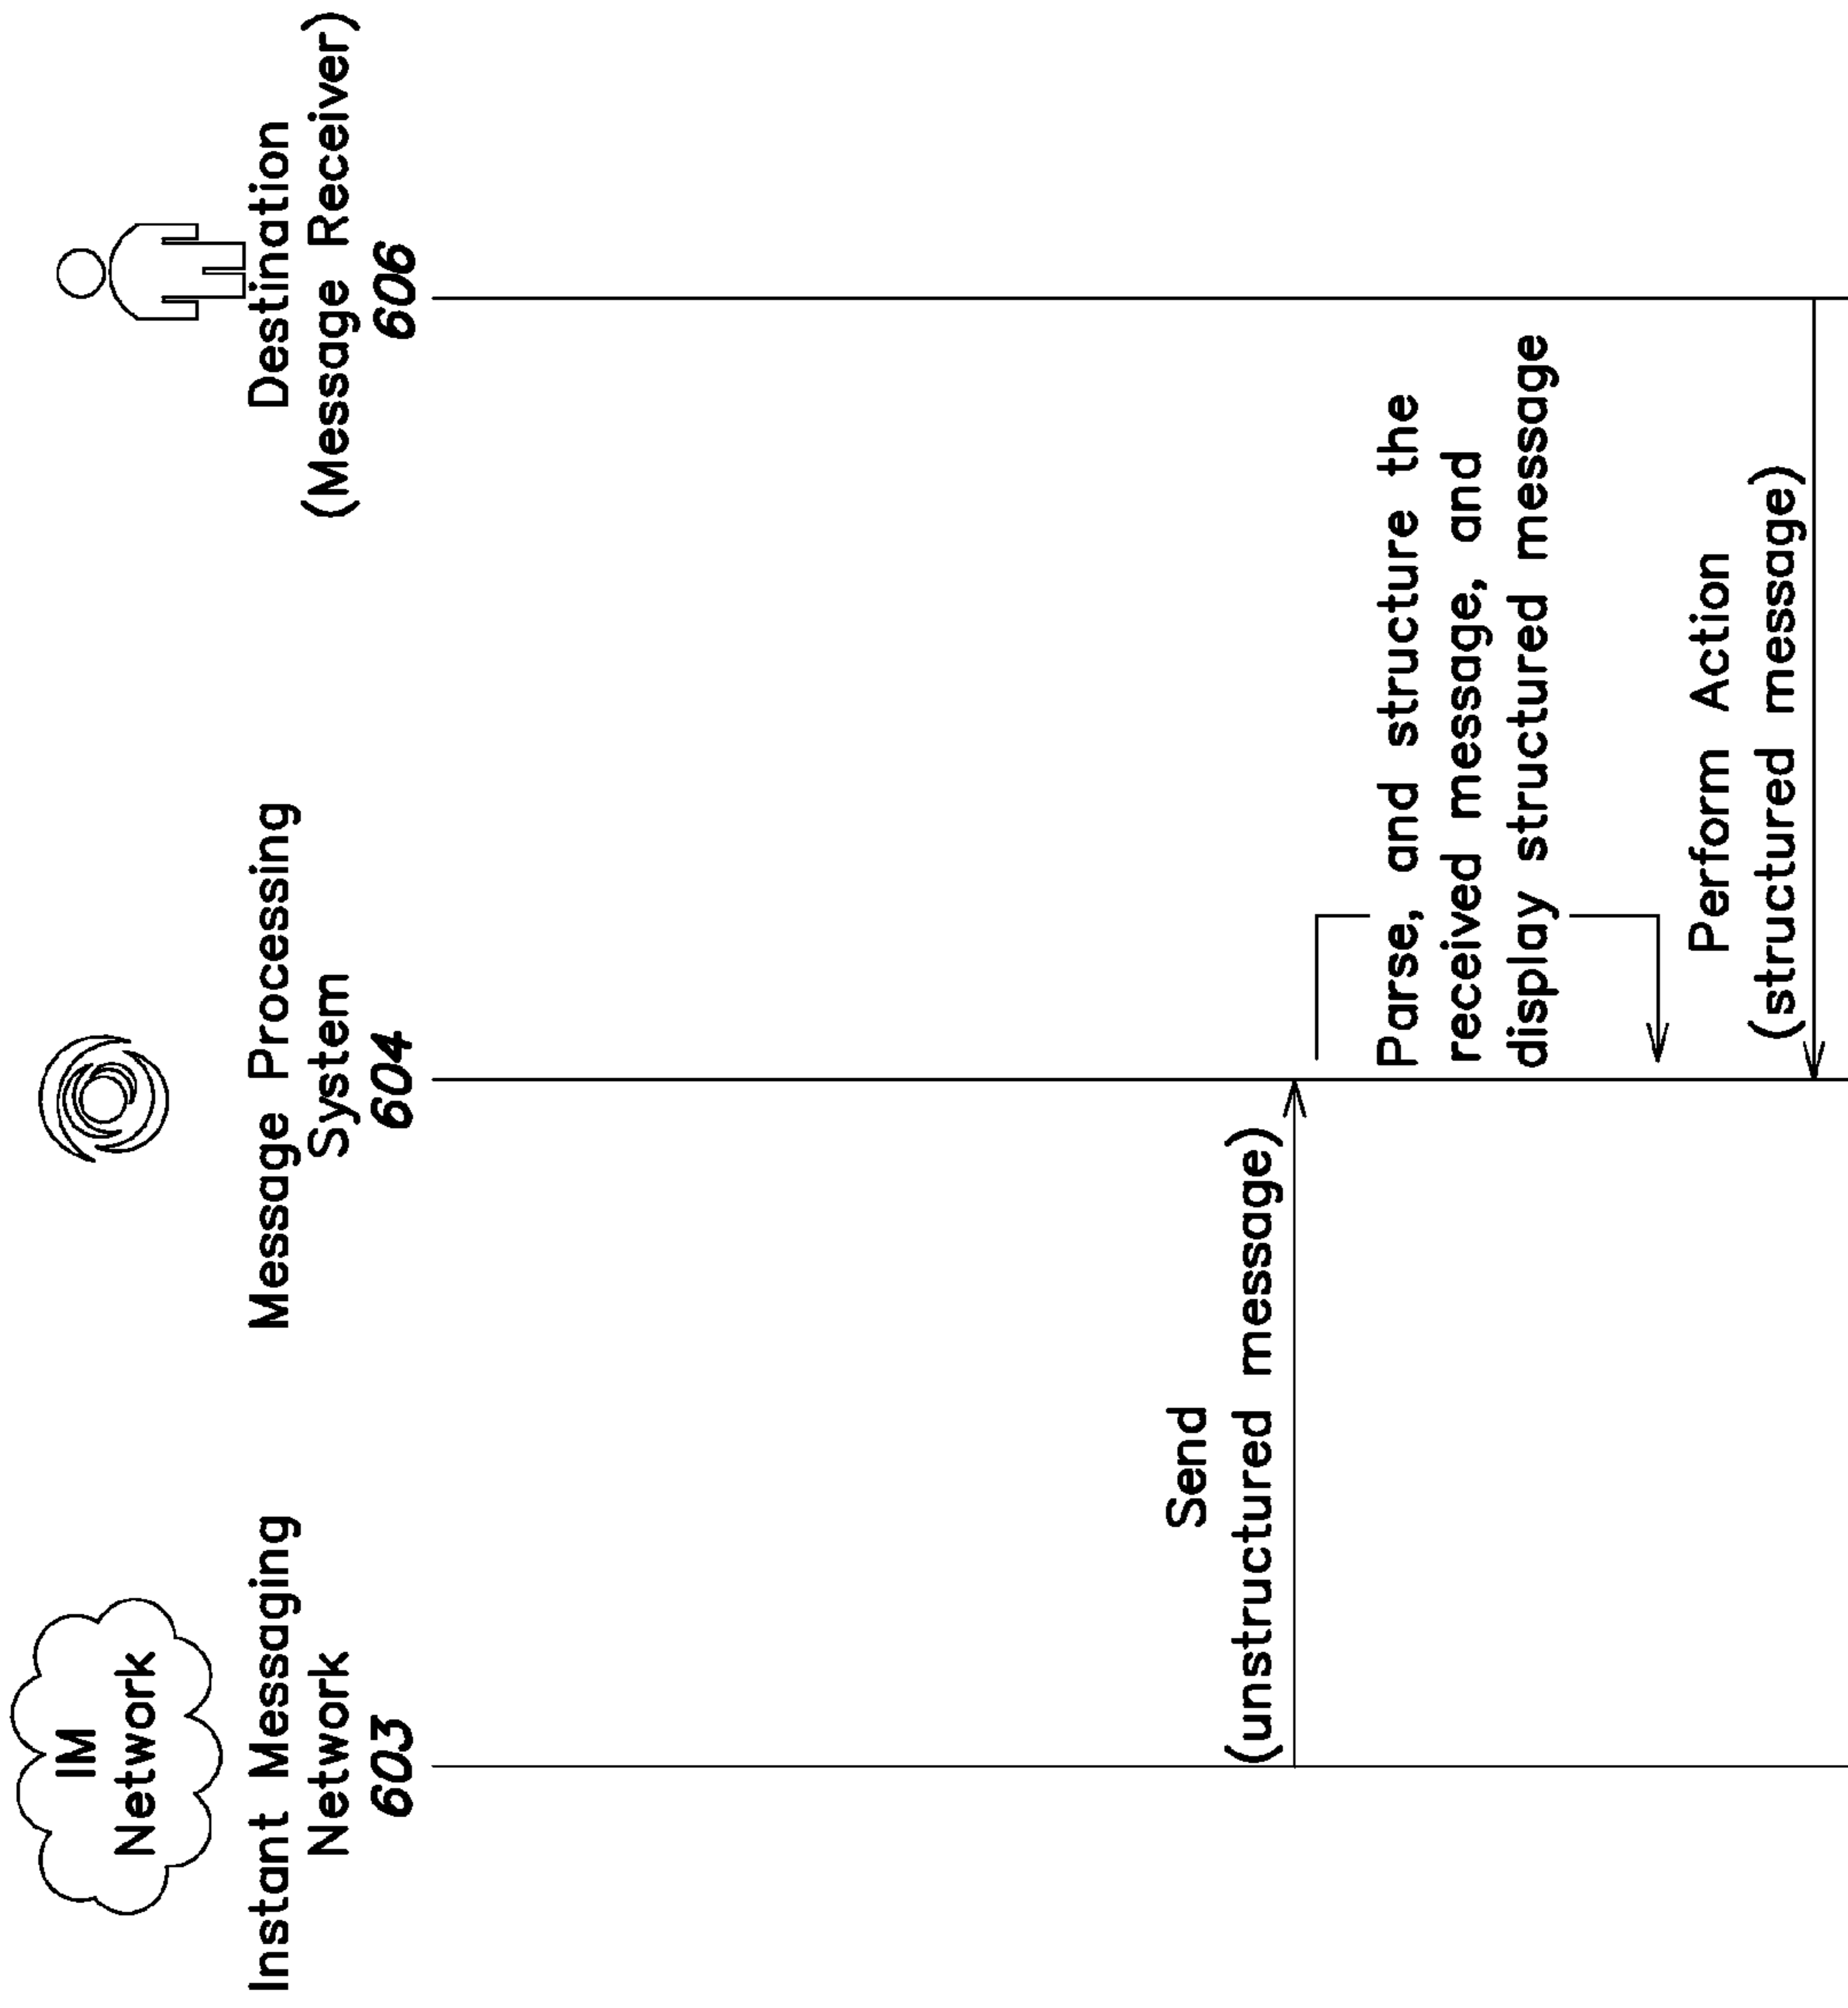 IM
Network
Instant Messaging
Network
603
Message Processing
System
604
Destination
(Message Receiver)
606
Send
(unstructured message)
Parse, and structure the
received message, and
display structured message
Perform Action
(structured message)